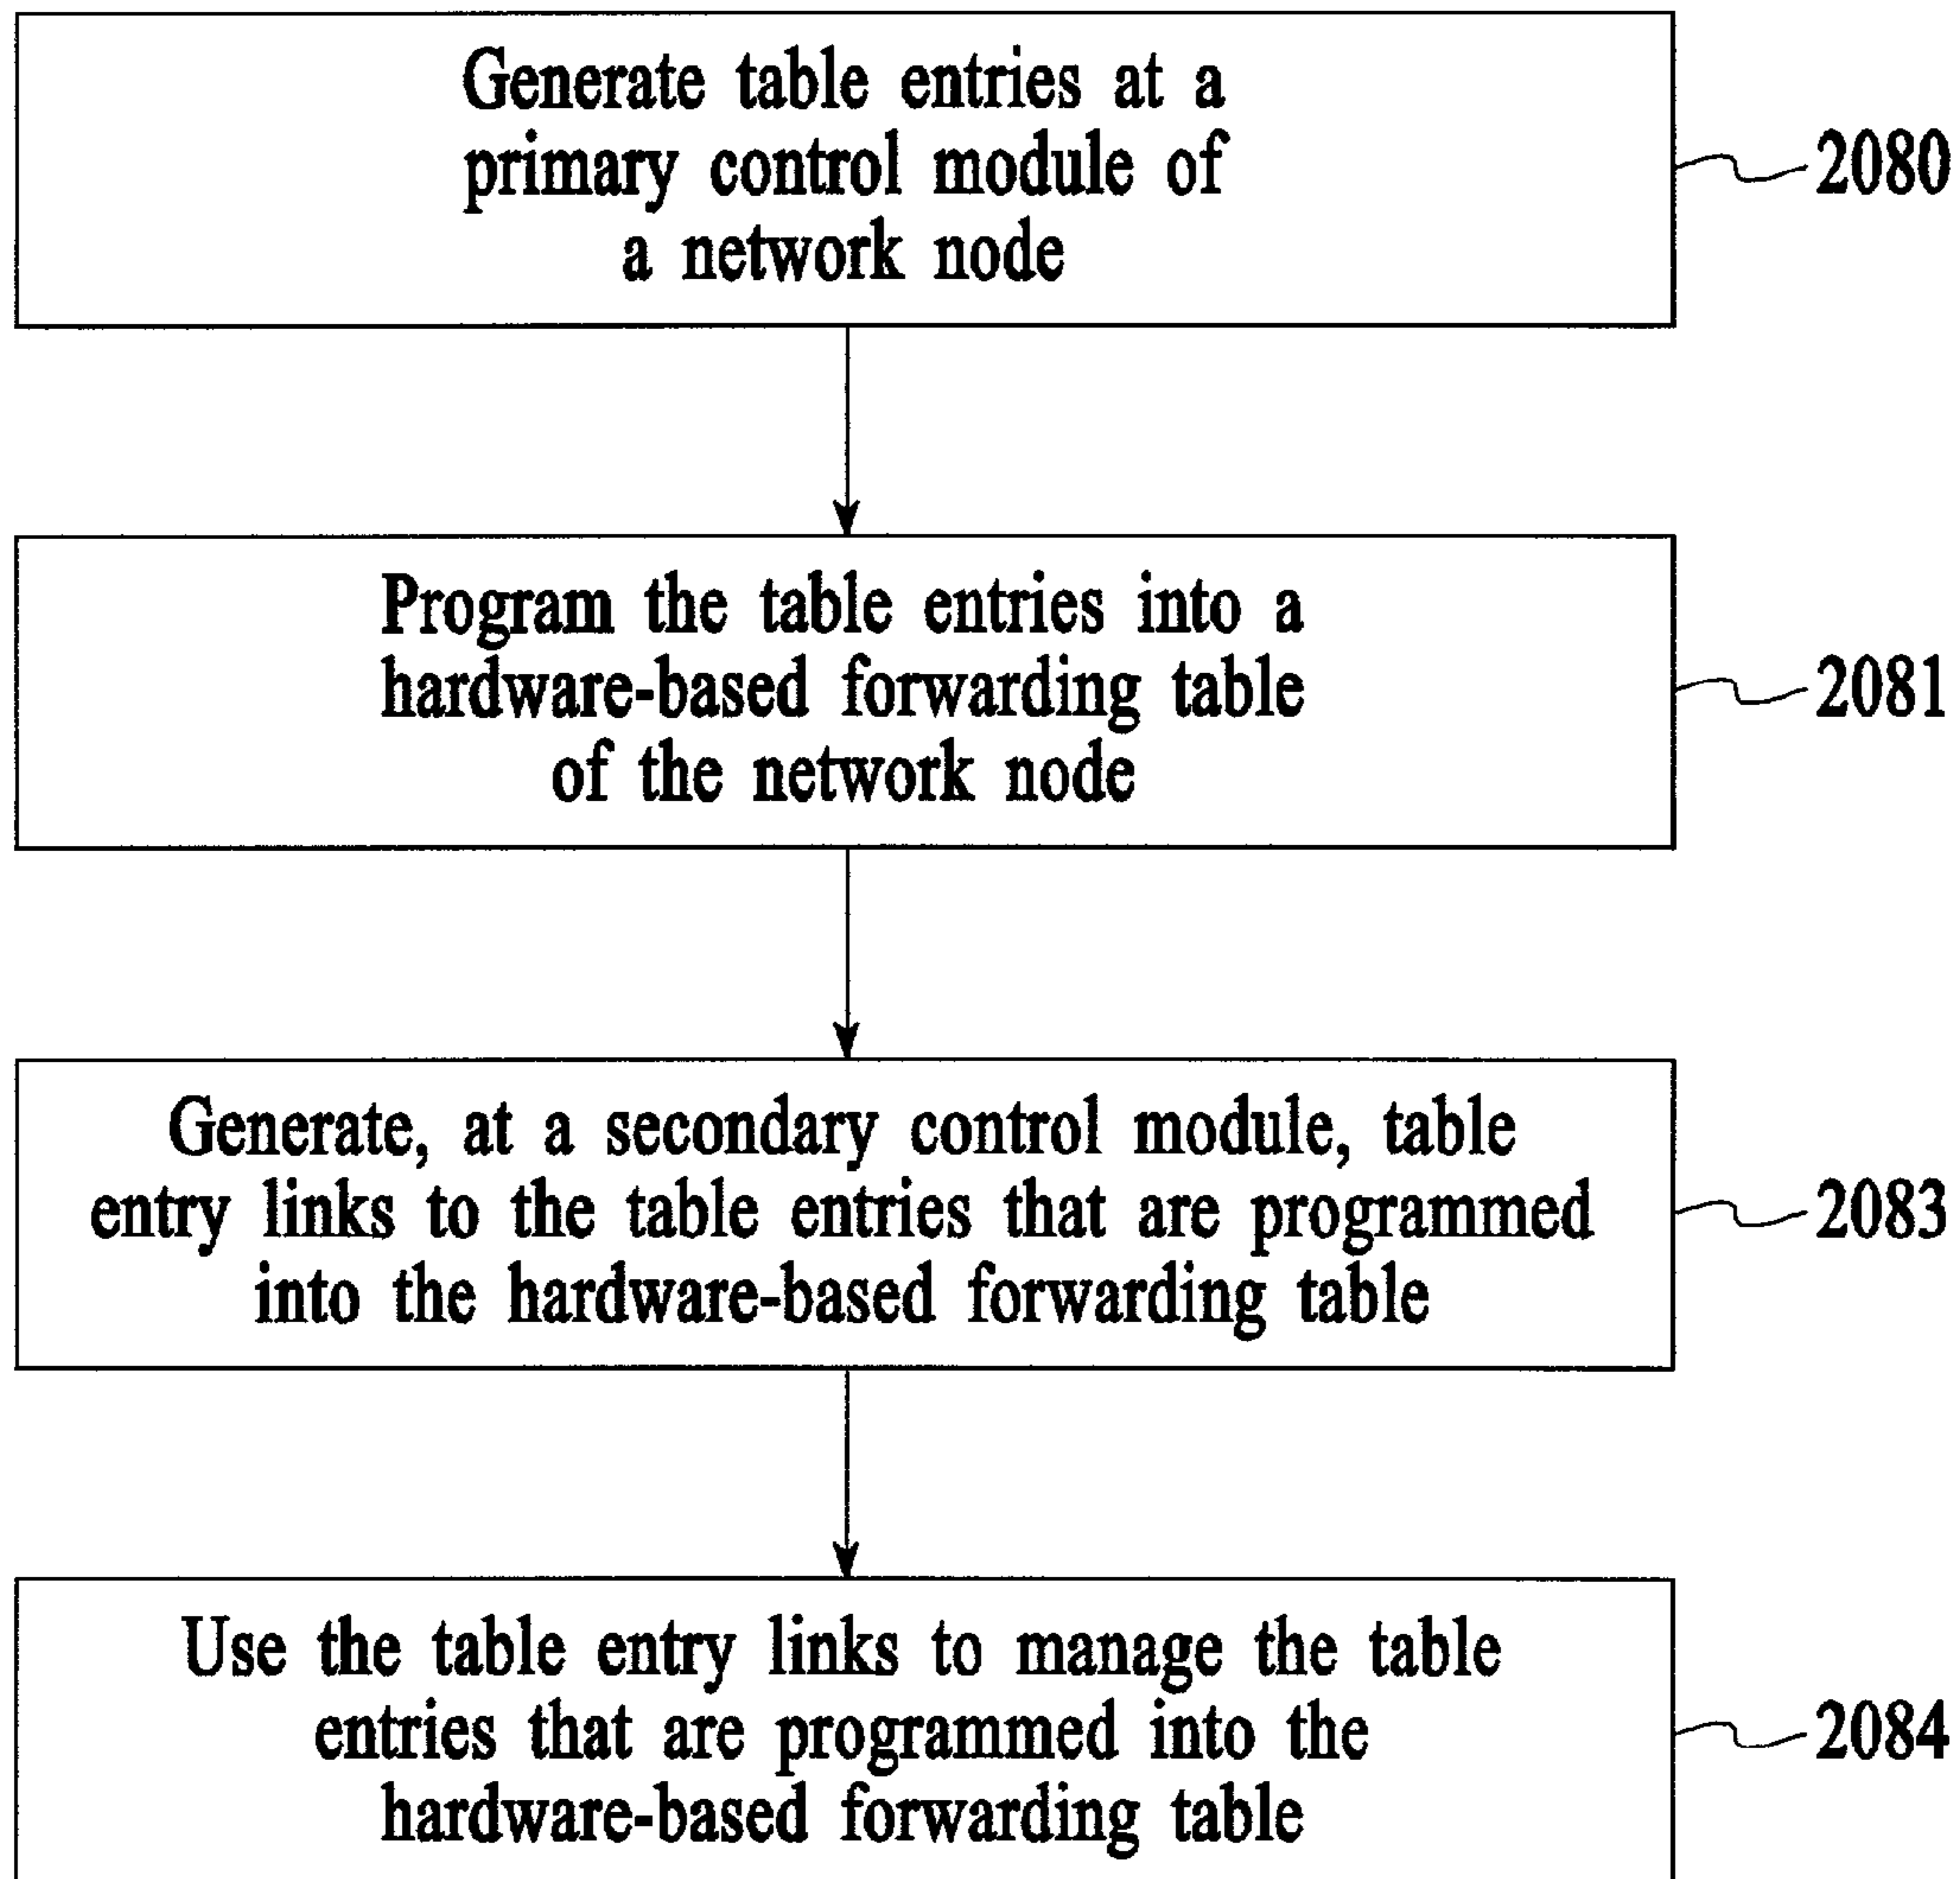 Generate table entries at a
primary control module of
a network node
2080
Program the table entries into a
hardware-based forwarding table
of the network node
2081
Generate, at a secondary control module, table
entry links to the table entries that are programmed
into the hardware-based forwarding table
2083
Use the table entry links to manage the table
entries that are programmed into the
hardware-based forwarding table
2084